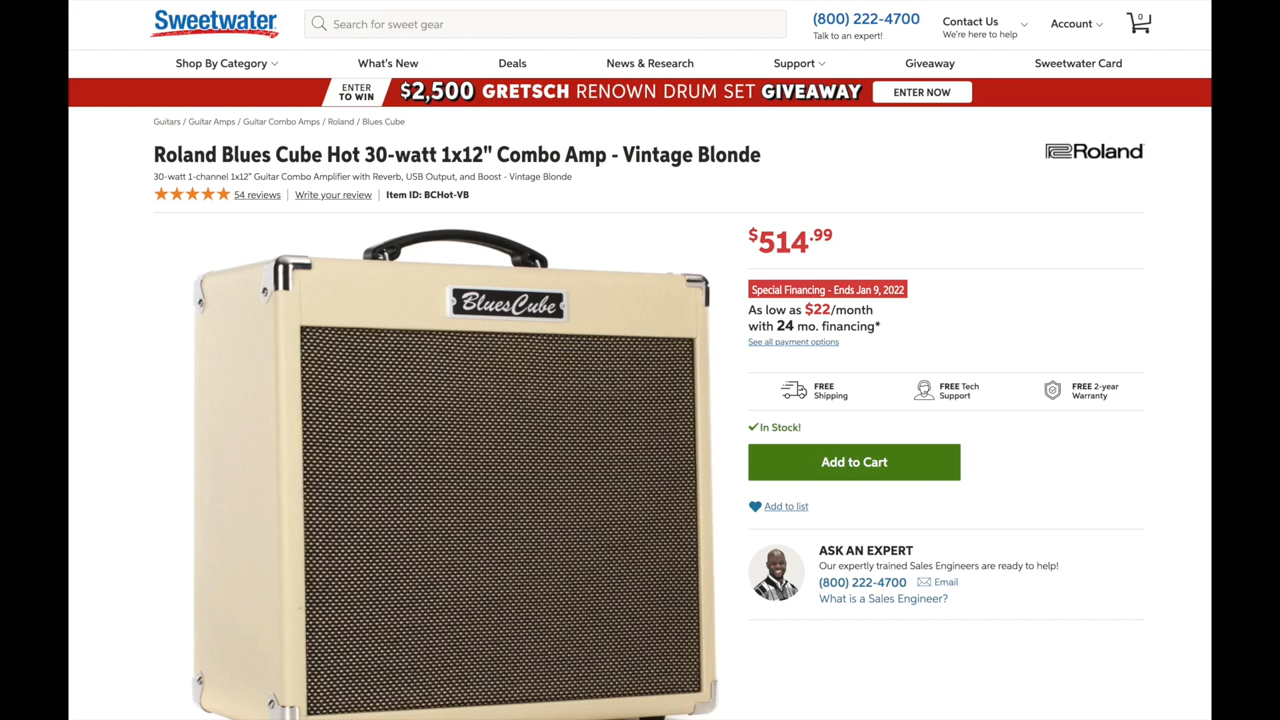 Sweetwater
Search for sweet gear
(800) 222-4700
Talk to an expert!
Contact Us
We're here to help
Account
0
Shop By Category
What's New
Deals
News & Research
Support
Giveaway
Sweetwater Card
ENTER
TO WIN
$2,500 GRETSCH RENOWN DRUM SET GIVEAWAY
ENTER NOW
Guitars / Guitar Amps / Guitar Combo Amps / Roland / Blues Cube
Roland Blues Cube Hot 30-watt 1x12" Combo Amp - Vintage Blonde
Roland
30-watt 1-channel 1x12" Guitar Combo Amplifier with Reverb, USB Output, and Boost - Vintage Blonde
54 reviews | Write your review | Item ID: BCHot-VB
BluesCube
$514.99
Special Financing - Ends Jan 9, 2022
As low as $22/month
with 24 mo. financing*
See all payment options
FREE
Shipping
FREE Tech
Support
FREE 2-year
Warranty
In Stock!
Add to Cart
Add to list
ASK AN EXPERT
Our expertly trained Sales Engineers are ready to help!
(800) 222-4700 Email
What is a Sales Engineer?